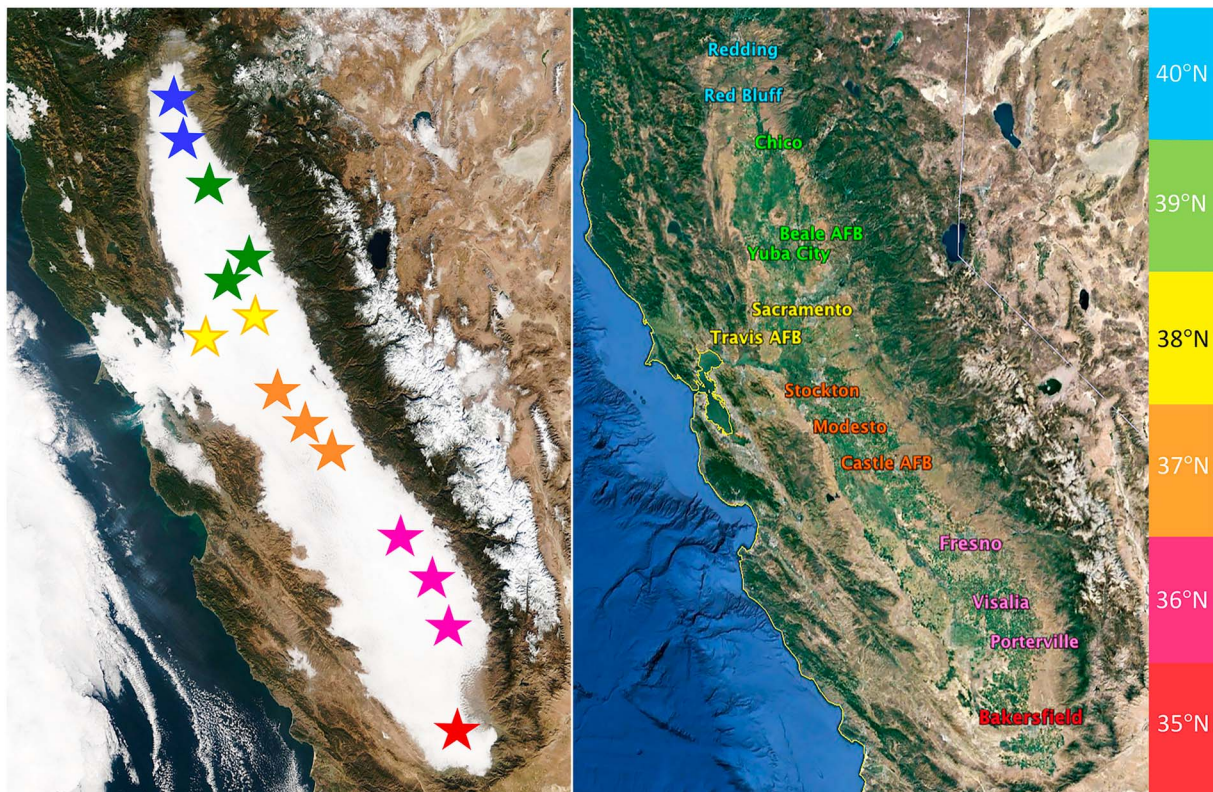 Redding
Red Bluff
Chico
Beale AFB
Yuba City
Sacramento
Travis AFB
Stockton
Modesto
Castle AFB
Fresno
Visalia
Porterville
Bakersfield
40°N
39°N
38°N
37°N
36°N
35°N